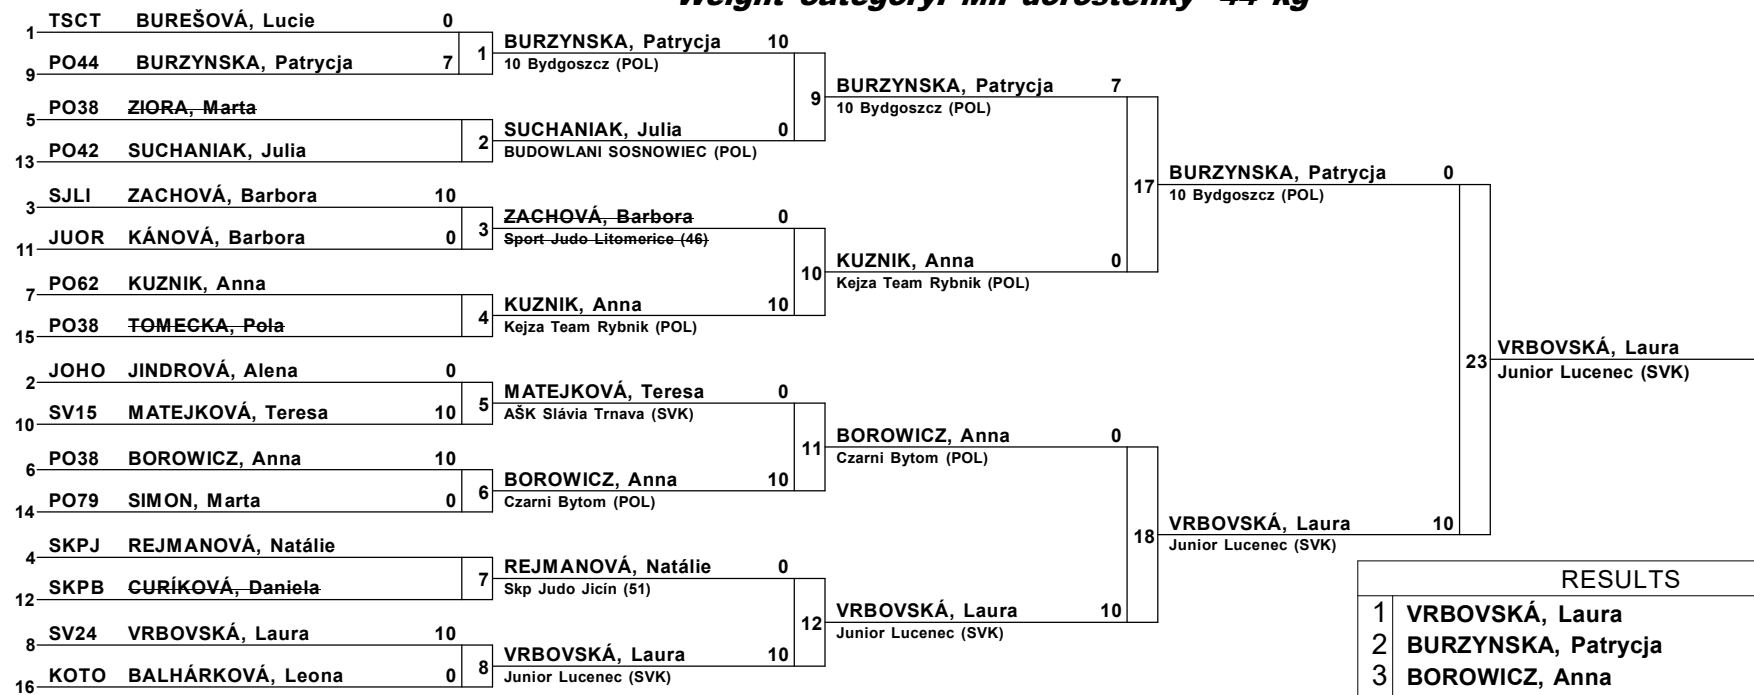 Weight category: Mil dorostenky -44 kg
1 TSCT BUREŠOVÁ, Lucie 0
9 PO44 BURZYNSKA, Patrycja 7
1
5 PO38 ZIORA, Marta
13 PO42 SUCHANIAK, Julia
2
3 SJLI ZACHOVÁ, Barbora 10
11 JUOR KÁNOVÁ, Barbora 0
3
7 PO62 KUZNIK, Anna
15 PO38 TOMECKA, Pola
4
2 JOHO JINDROVÁ, Alena 0
10 SV15 MATEJKOVÁ, Teresa 10
5
6 PO38 BOROWICZ, Anna 10
14 PO79 SIMON, Marta 0
6
4 SKPJ REJMANOVÁ, Natálie
12 SKPB CURÍKOVÁ, Daniela
7
8 SV24 VRBOVSKÁ, Laura 10
16 KOTO BALHÁRKOVÁ, Leona 0
8
BURZYNSKA, Patrycja 10
10 Bydgoszcz (POL)
9
SUCHANIAK, Julia 0
BUDOWLANI SOSNOWIEC (POL)
ZACHOVÁ, Barbora 0
Sport Judo Litomerice (46)
10
KUZNIK, Anna 10
Kejza Team Rybnik (POL)
MATEJKOVÁ, Teresa 0
AŠK Slávia Trnava (SVK)
11
BOROWICZ, Anna 10
Czarni Bytom (POL)
REJMANOVÁ, Natálie 0
Skp Judo Jicín (51)
12
VRBOVSKÁ, Laura 10
Junior Lucenec (SVK)
BURZYNSKA, Patrycja 7
10 Bydgoszcz (POL)
17
KUZNIK, Anna 0
Kejza Team Rybnik (POL)
BOROWICZ, Anna 0
Czarni Bytom (POL)
18
VRBOVSKÁ, Laura 10
Junior Lucenec (SVK)
BURZYNSKA, Patrycja 0
10 Bydgoszcz (POL)
23
VRBOVSKÁ, Laura 10
Junior Lucenec (SVK)
VRBOVSKÁ, Laura
Junior Lucenec (SVK)
RESULTS
1 VRBOVSKÁ, Laura
2 BURZYNSKA, Patrycja
3 BOROWICZ, Anna